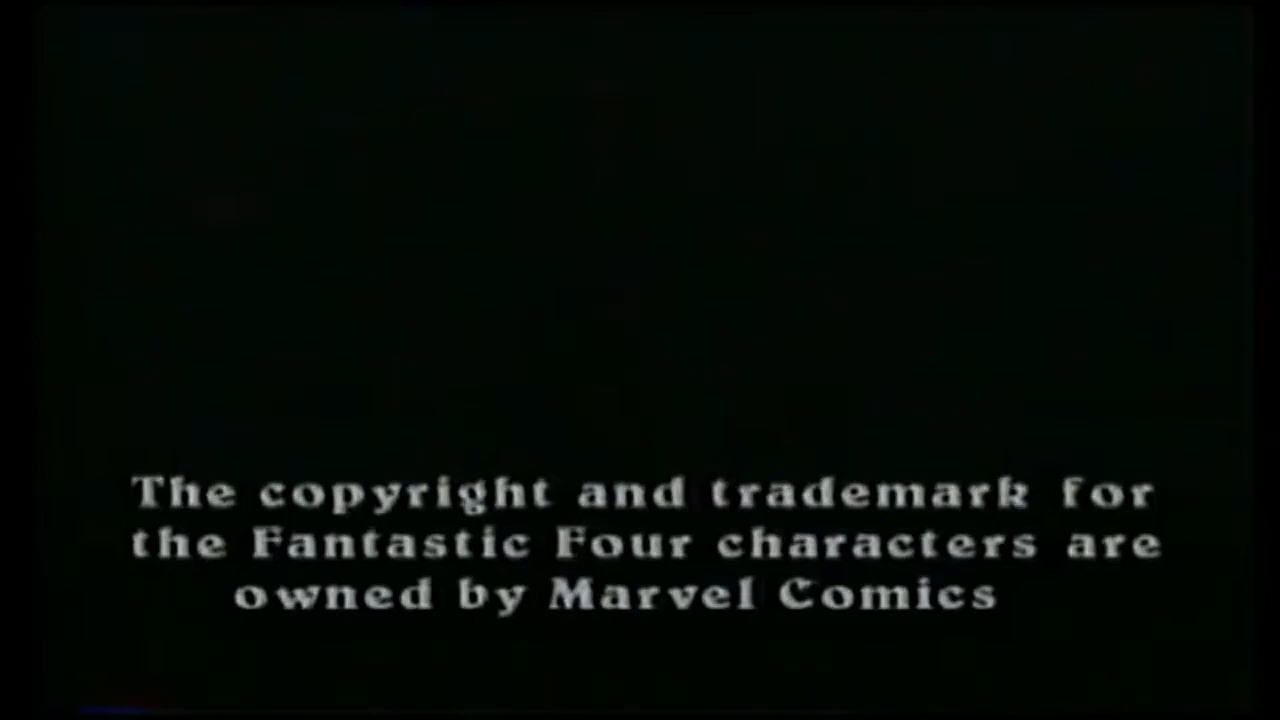 The copyright and trademark for
the Fantastic Four characters are
owned by Marvel Comics